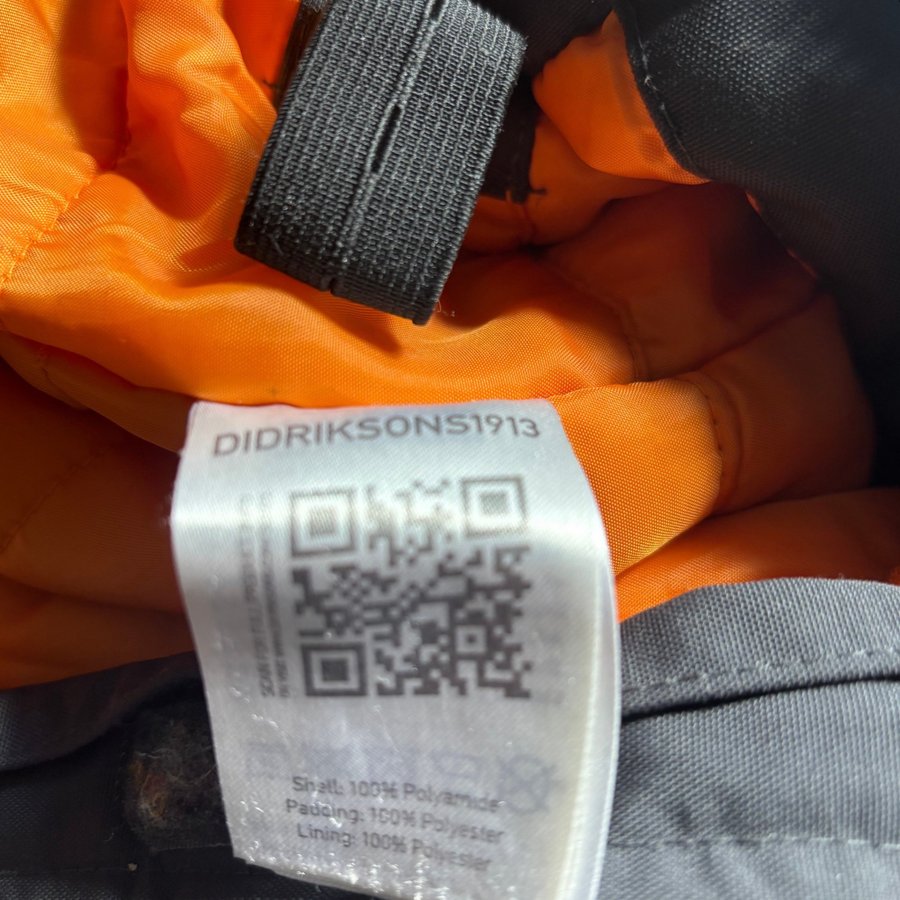 DIDRIKSONS1913
Shell: 100% Polyamide
Padding: 100% Polyester
Lining: 100% Polyester